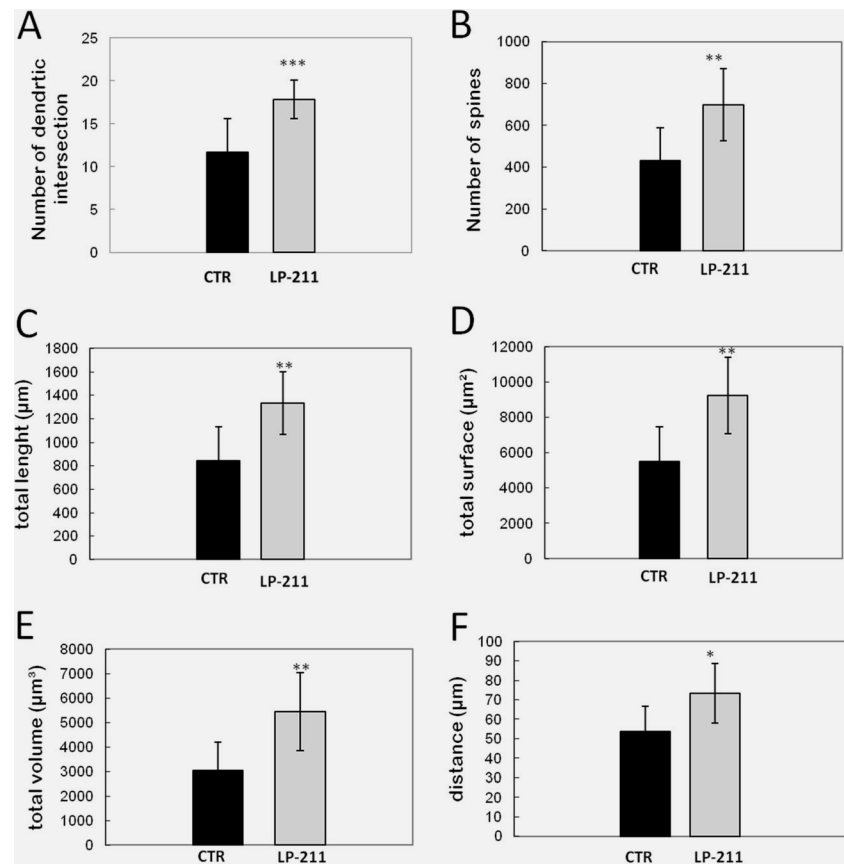 A
Number of dendrtic
intersection
25
20
15
10
5
0
***
CTR LP-211
B
Number of spines
1000
800
600
400
200
0
**
CTR LP-211
C
total lenght (µm)
1800
1600
1400
1200
1000
800
600
400
200
0
**
CTR LP-211
D
total surface (µm²)
12000
10000
8000
6000
4000
2000
0
**
CTR LP-211
E
total volume (µm³)
8000
7000
6000
5000
4000
3000
2000
1000
0
**
CTR LP-211
F
distance (µm)
100
90
80
70
60
50
40
30
20
10
0
*
CTR LP-211